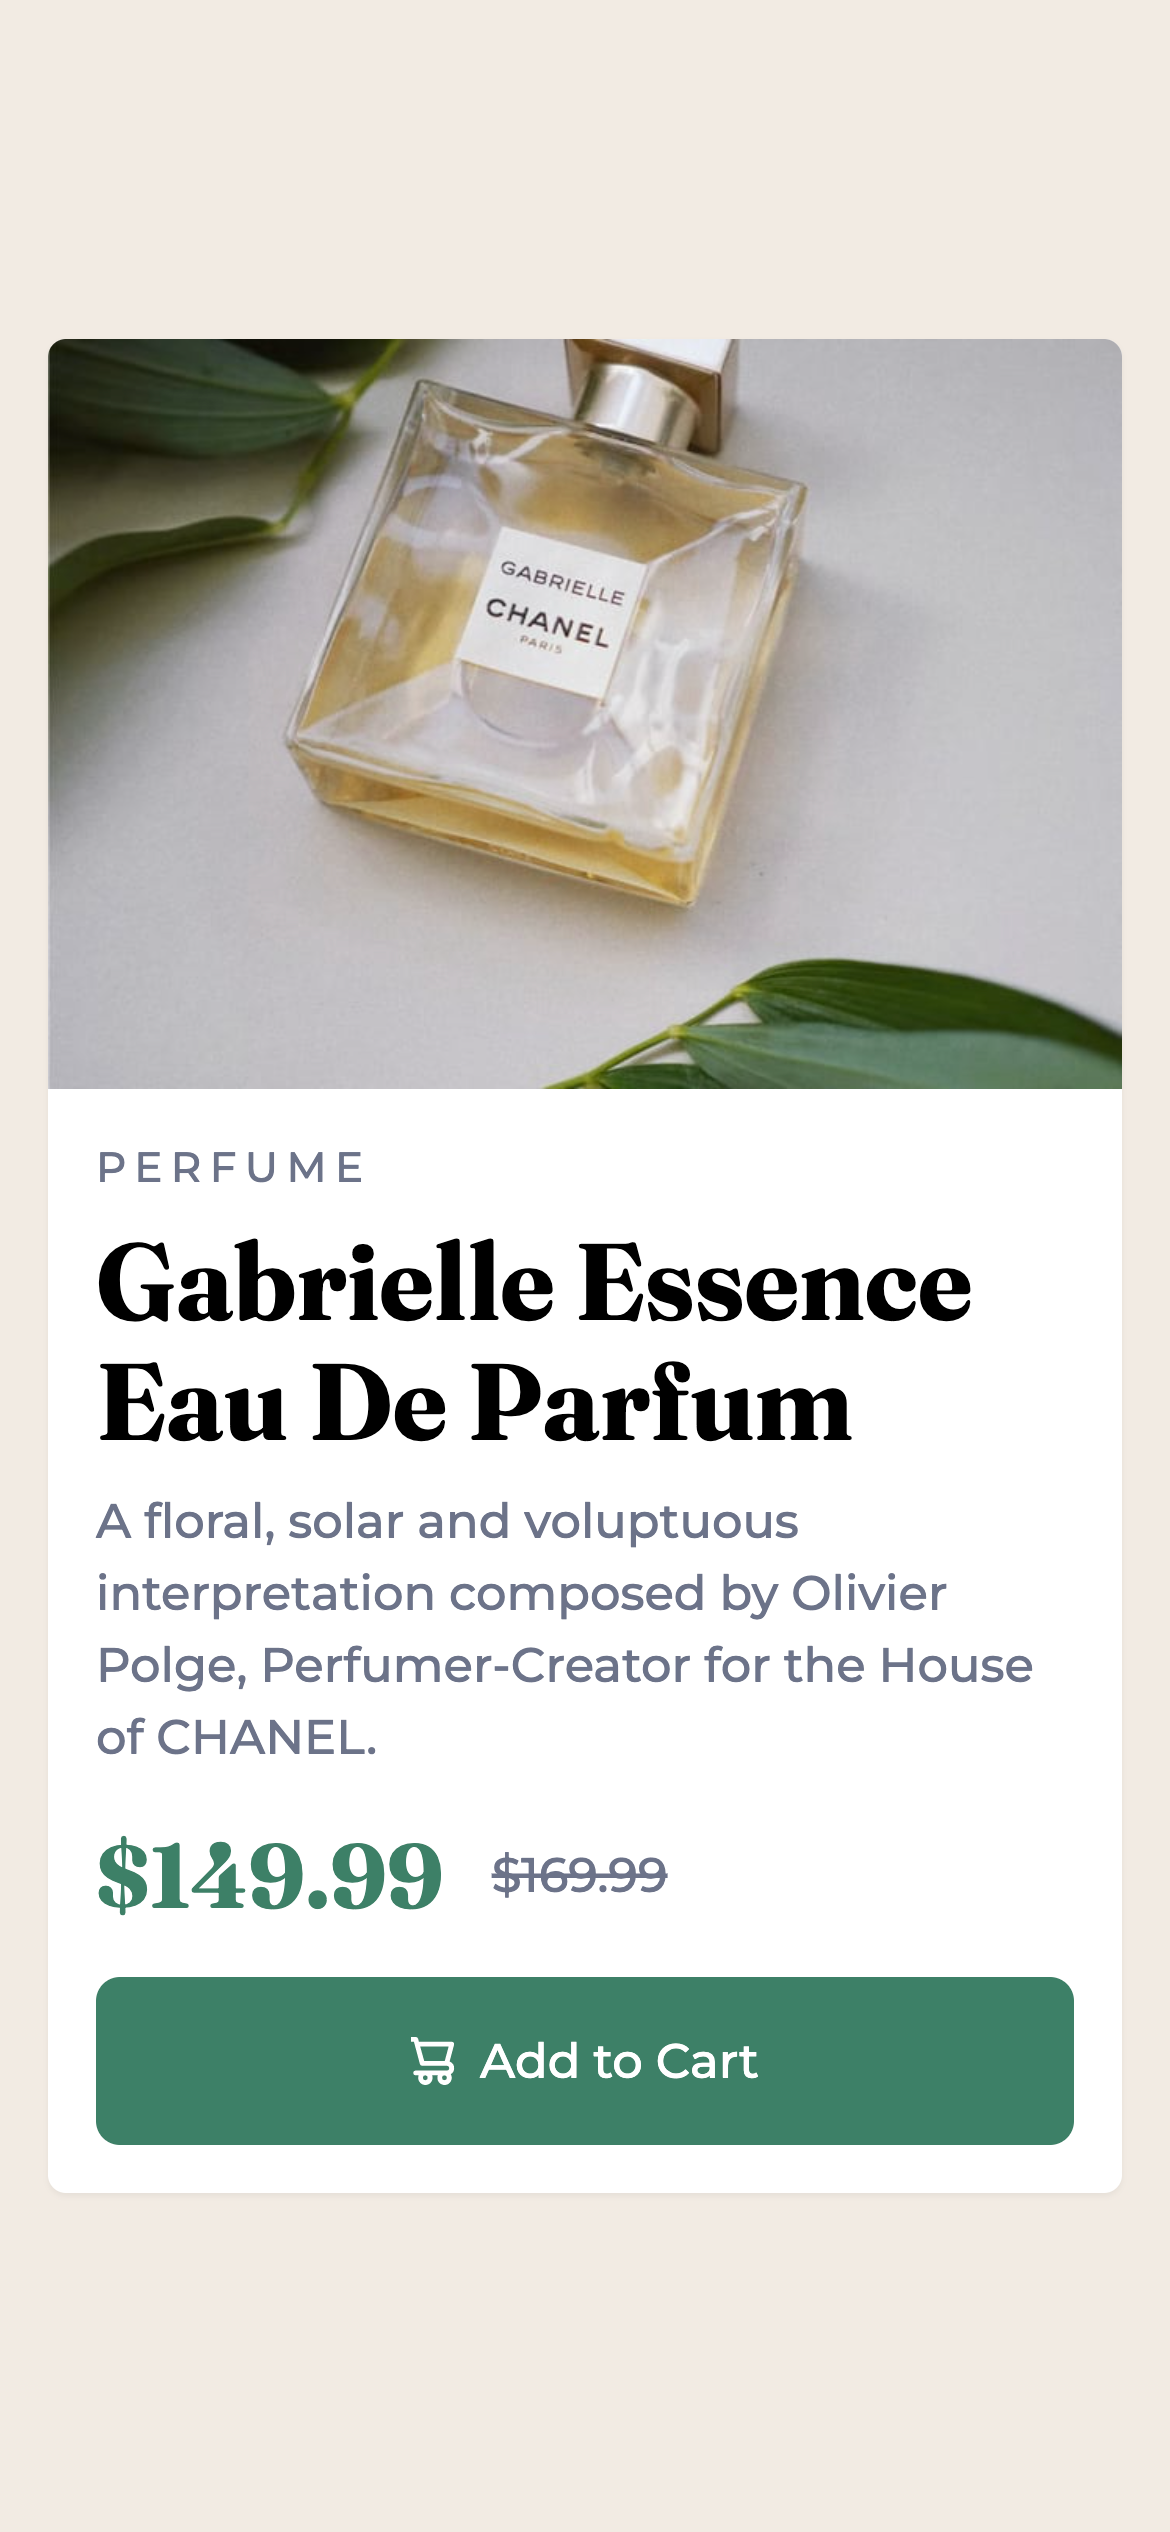 GABRIELLE
CHANEL
PARIS
PERFUME
Gabrielle Essence
Eau De Parfum
A floral, solar and voluptuous
interpretation composed by Olivier
Polge, Perfumer-Creator for the House
of CHANEL.
$149.99 $169.99
Add to Cart